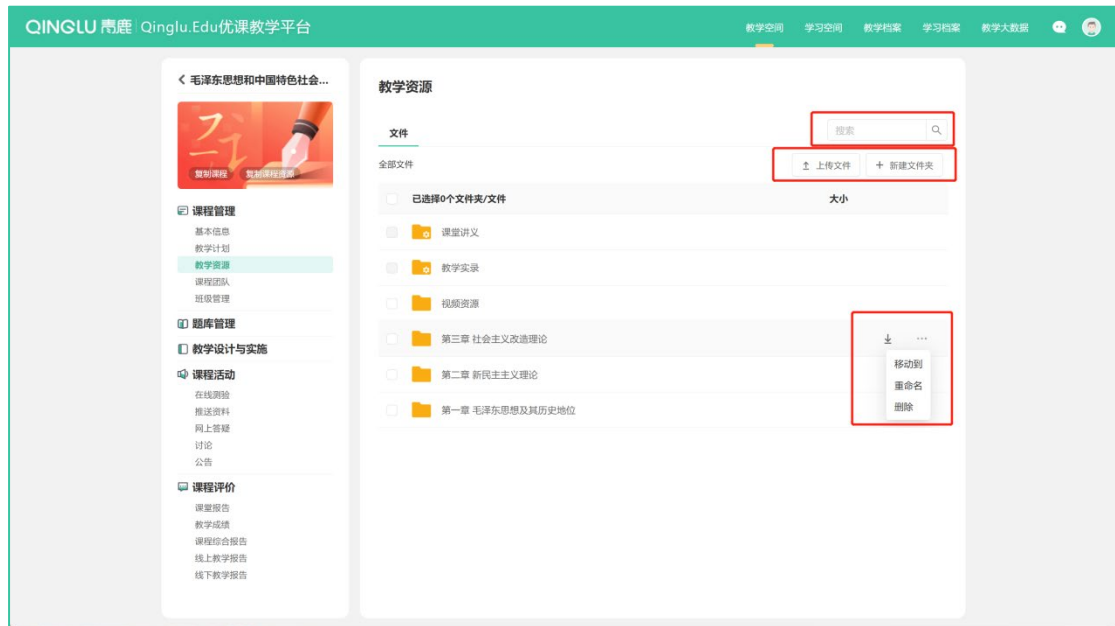 QINGLU 青鹿 Qinglu.Edu优课教学平台
教学空间 学习空间 教学档案 学习档案 教学大数据
毛泽东思想和中国特色社会...
复制课程 复制课程资源
课程管理
基本信息
教学计划
教学资源
课程团队
班级管理
题库管理
教学设计与实施
课程活动
在线测验
推送资料
网上答疑
讨论
公告
课程评价
课堂报告
教学成绩
课程综合报告
线上教学报告
线下教学报告
教学资源
文件
搜索
全部文件
上传文件 + 新建文件夹
已选择0个文件夹/文件 大小
课堂讲义
教学实录
视频资源
第三章 社会主义改造理论
...
移动到
重命名
删除
第二章 新民主主义理论
第一章 毛泽东思想及其历史地位